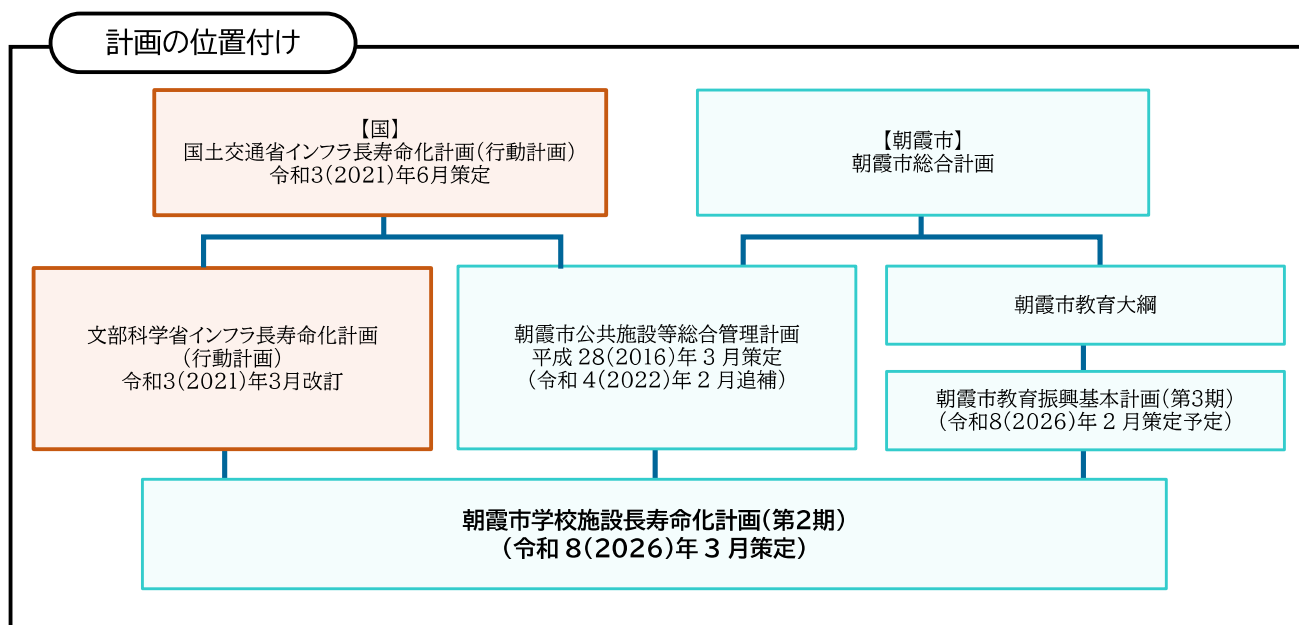 計画の位置付け
【国】
国土交通省インフラ長寿命化計画(行動計画)
令和3(2021)年6月策定
【朝霞市】
朝霞市総合計画
文部科学省インフラ長寿命化計画
(行動計画)
令和3(2021)年3月改訂
朝霞市公共施設等総合管理計画
平成 28(2016)年 3 月策定
(令和 4(2022)年 2 月追補)
朝霞市教育大綱
朝霞市教育振興基本計画(第3期)
(令和8(2026)年 2 月策定予定)
朝霞市学校施設長寿命化計画(第2期)
(令和 8(2026)年 3 月策定)